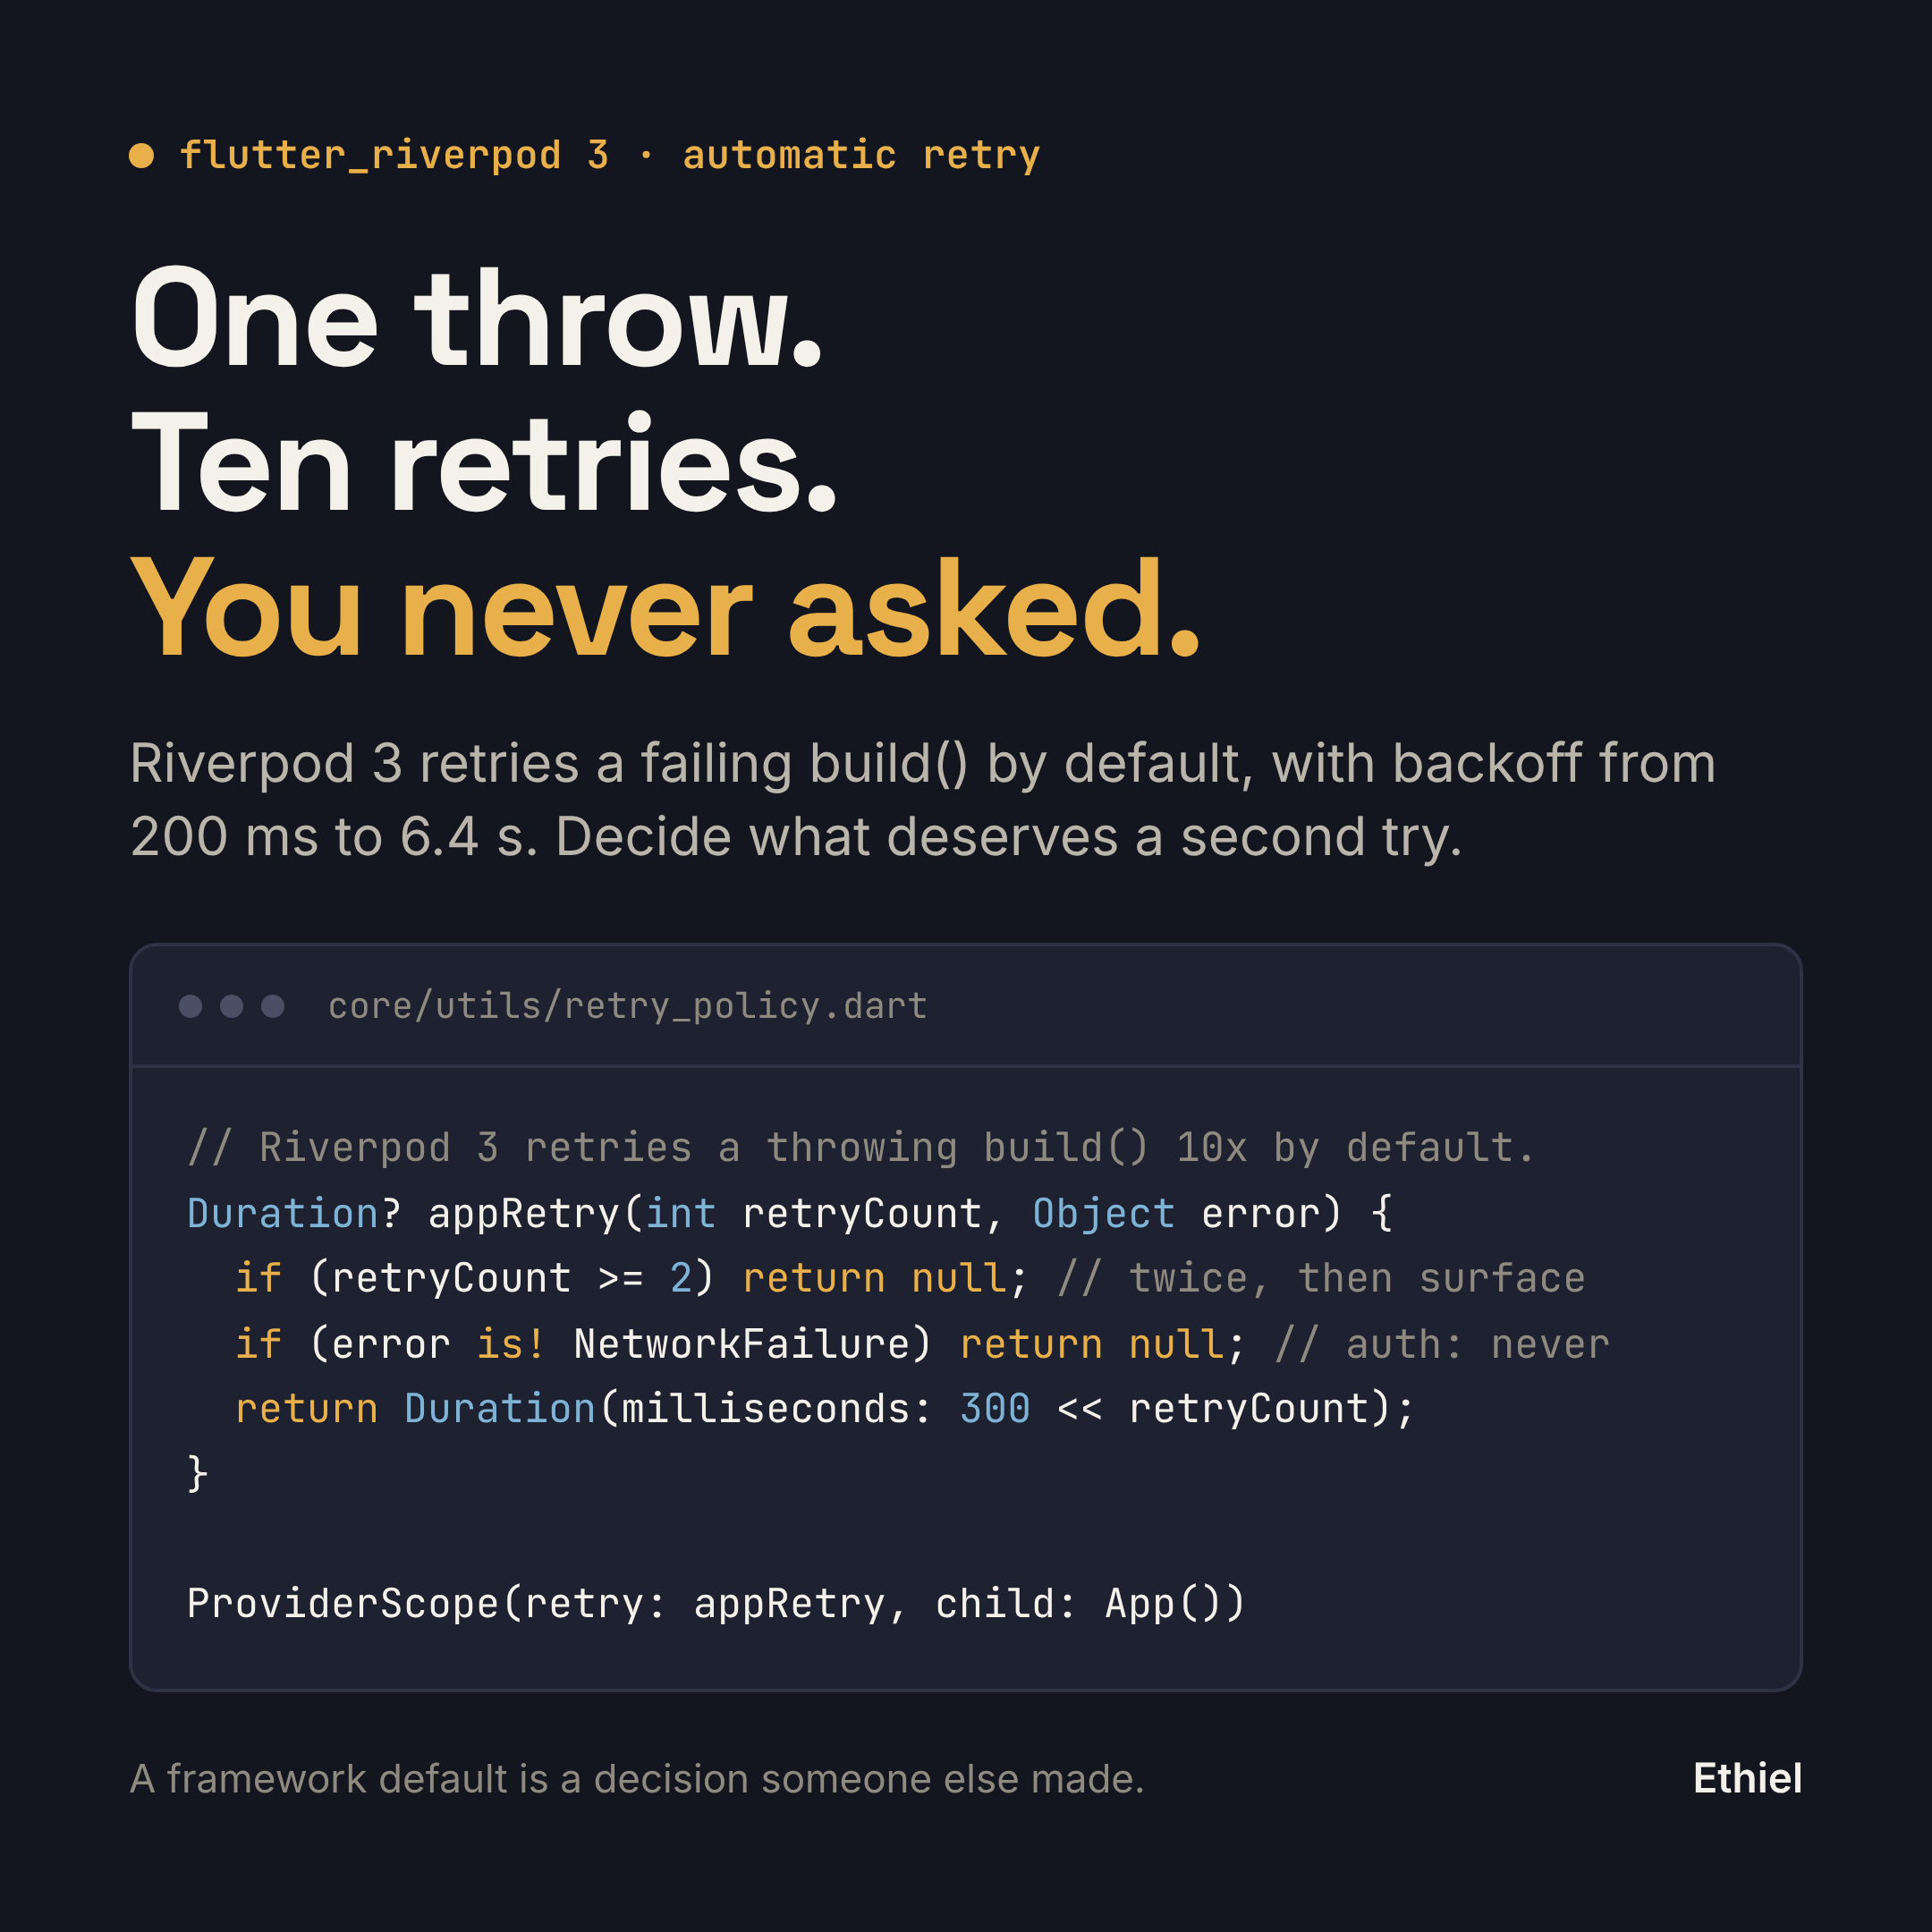 flutter_riverpod 3 · automatic retry
One throw.
Ten retries.
You never asked.
Riverpod 3 retries a failing build() by default, with backoff from
200 ms to 6.4 s. Decide what deserves a second try.
core/utils/retry_policy.dart
// Riverpod 3 retries a throwing build() 10x by default.
Duration? appRetry(int retryCount, Object error) {
  if (retryCount >= 2) return null; // twice, then surface
  if (error is! NetworkFailure) return null; // auth: never
  return Duration(milliseconds: 300 << retryCount);
}
ProviderScope(retry: appRetry, child: App())
A framework default is a decision someone else made.
Ethiel